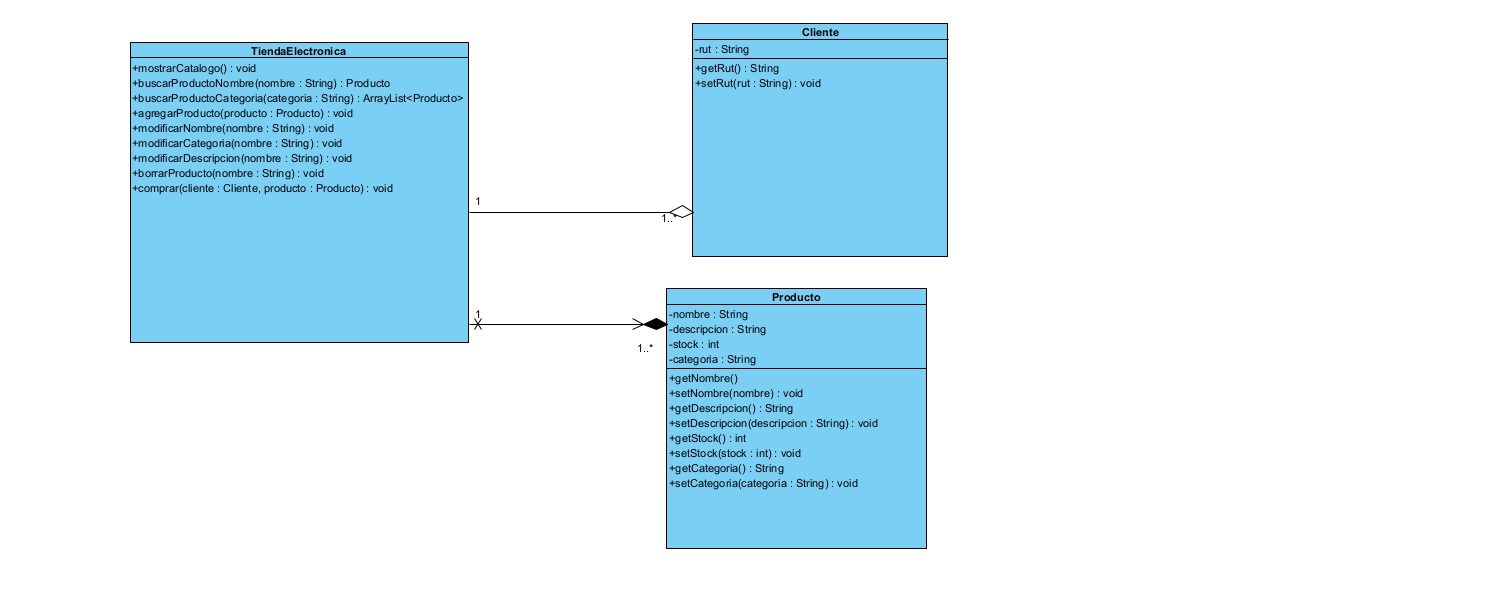 TiendaElectronica
+mostrarCatalogo() : void
+buscarProductoNombre(nombre : String) : Producto
+buscarProductoCategoria(categoria : String) : ArrayList<Producto>
+agregarProducto(producto : Producto) : void
+modificarNombre(nombre : String) : void
+modificarCategoria(nombre : String) : void
+modificarDescripcion(nombre : String) : void
+borrarProducto(nombre : String) : void
+comprar(cliente : Cliente, producto : Producto) : void
Cliente
-rut : String
+getRut() : String
+setRut(rut : String) : void
1
1..*
1
1..*
Producto
-nombre : String
-descripcion : String
-stock : int
-categoria : String
+getNombre()
+setNombre(nombre) : void
+getDescripcion() : String
+setDescripcion(descripcion : String) : void
+getStock() : int
+setStock(stock : int) : void
+getCategoria() : String
+setCategoria(categoria : String) : void